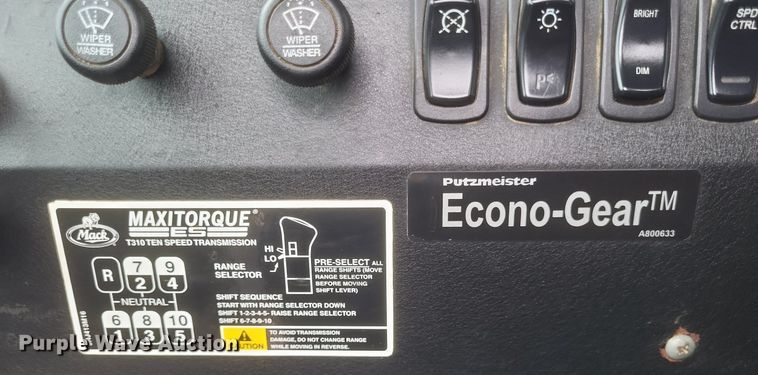 WIPER
WASHER
WIPER
WASHER
BRIGHT
DIM
SPD
CTRL
P
Putzmeister
Econo-Gear™
A800633
Mack
MAXITORQUE®
ES
T310 TEN SPEED TRANSMISSION
R 7 9
2 4
NEUTRAL
6 8 10
1 3 5
HI
LO
RANGE
SELECTOR
PRE-SELECT ALL
RANGE SHIFTS (MOVE
RANGE SELECTOR
BEFORE MOVING
SHIFT LEVER)
SHIFT SEQUENCE
START WITH RANGE SELECTOR DOWN
SHIFT 1-2-3-4-5- RAISE RANGE SELECTOR
SHIFT 6-7-8-9-10
CAUTION
TO AVOID TRANSMISSION
DAMAGE, DO NOT CHANGE RANGE
WHILE MOVING IN REVERSE.
Purple Wave Auction